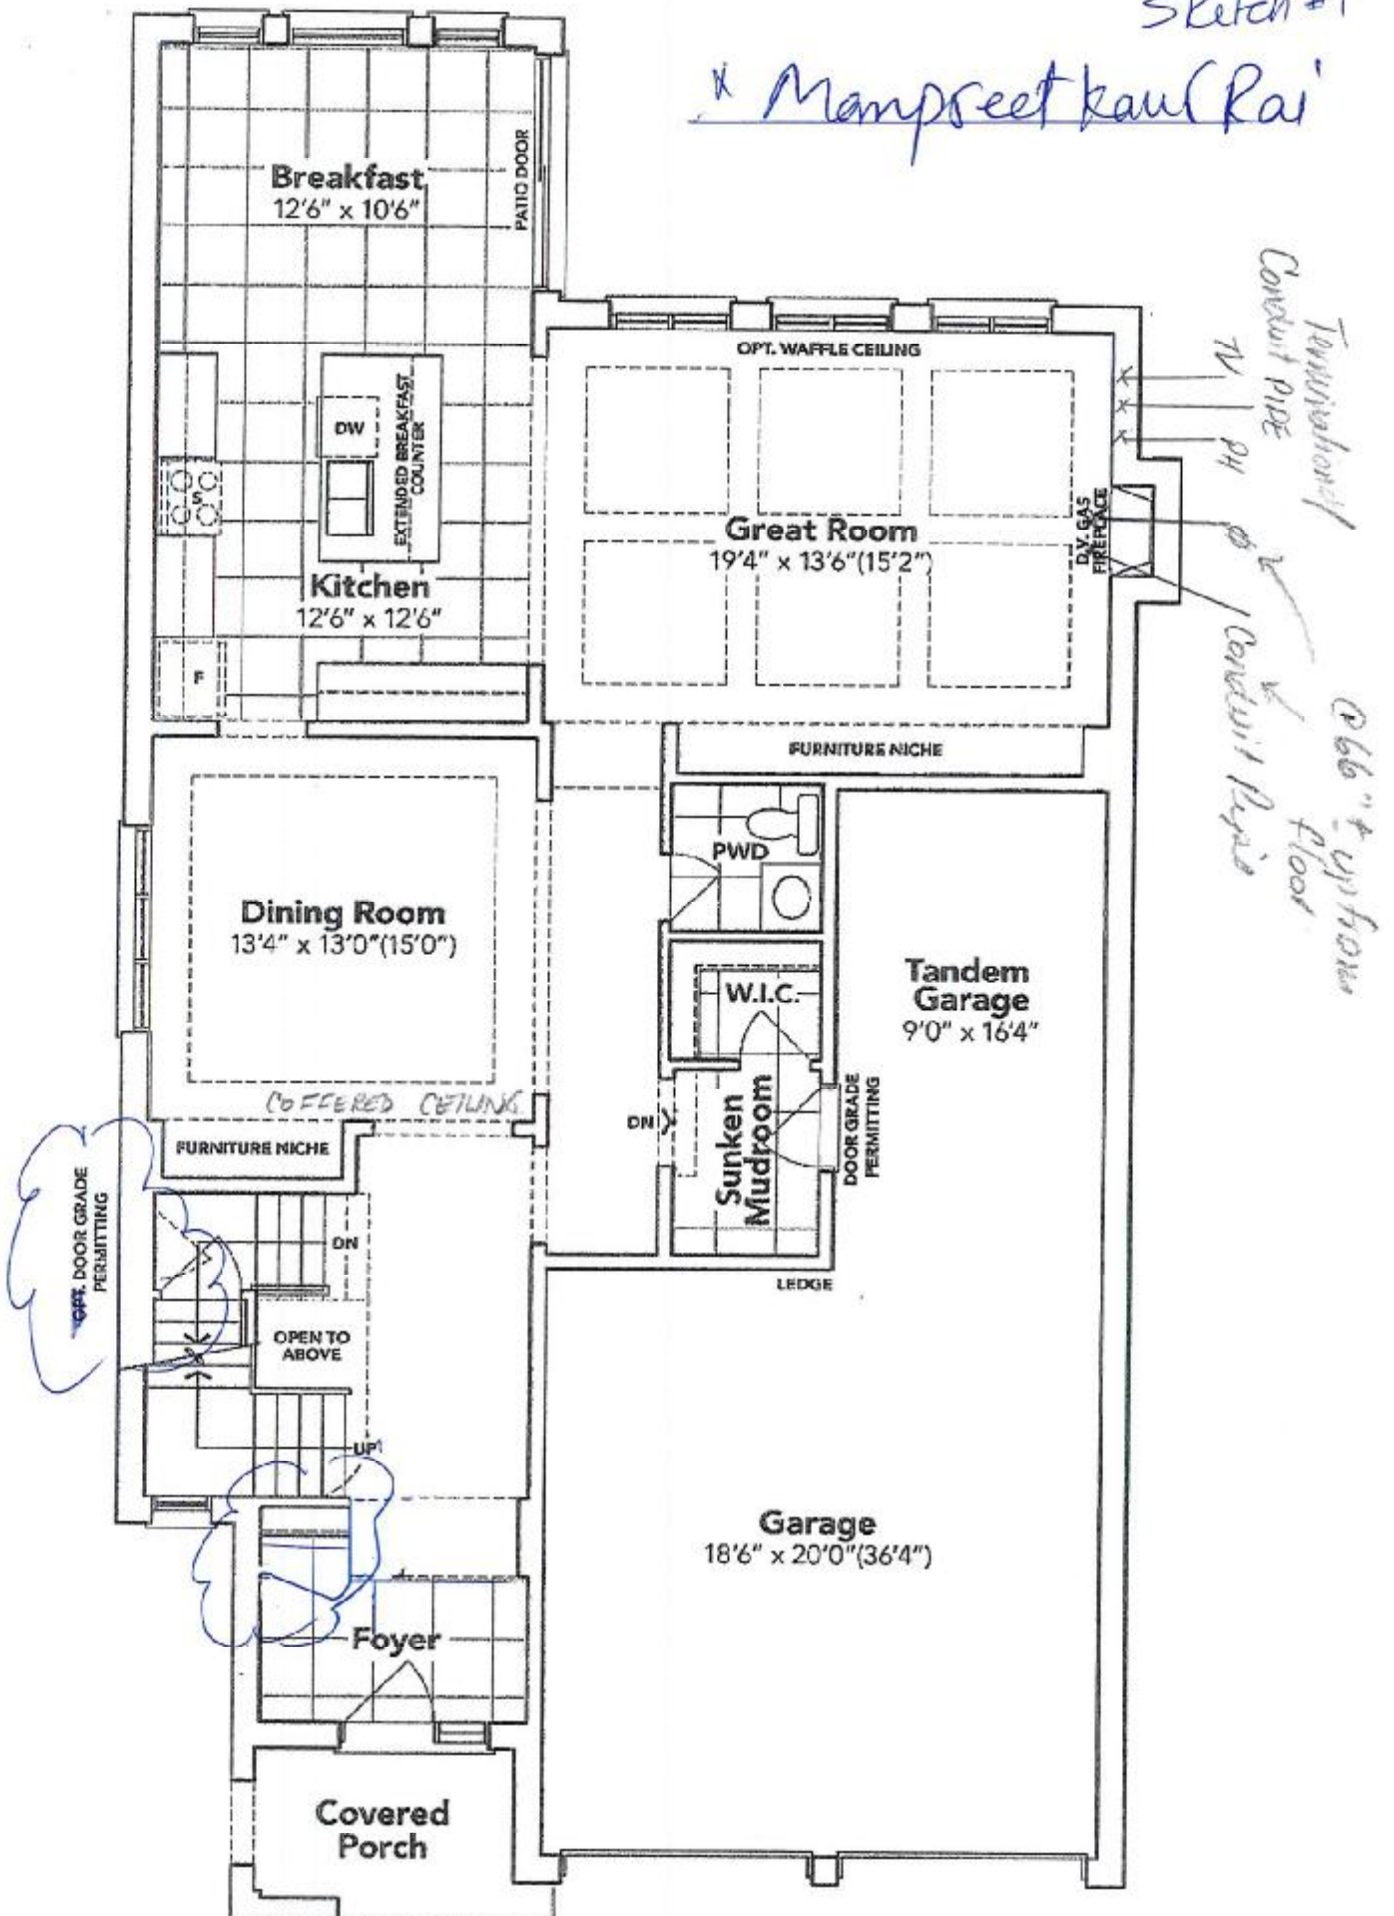 Sketch #1
x Manpreet kaur Rai
Breakfast
12'6" x 10'6"
PATIO DOOR
OPT. WAFFLE CEILING
TV
Conduit PIPE
PH
DW
EXTENDED BREAKFAST
COUNTER
S
Great Room
19'4" x 13'6"(15'2")
D.V. GAS
FIREPLACE
Kitchen
12'6" x 12'6"
F
Conduit
@ 66" up from
floor
FURNITURE NICHE
PWD
Dining Room
13'4" x 13'0"(15'0")
W.I.C.
Tandem
Garage
9'0" x 16'4"
COFFERED CEILING
FURNITURE NICHE
DN
Sunken
Mudroom
DOOR GRADE
PERMITTING
OPT. DOOR GRADE
PERMITTING
DN
LEDGE
OPEN TO
ABOVE
UP
Garage
18'6" x 20'0"(36'4")
Foyer
Covered
Porch